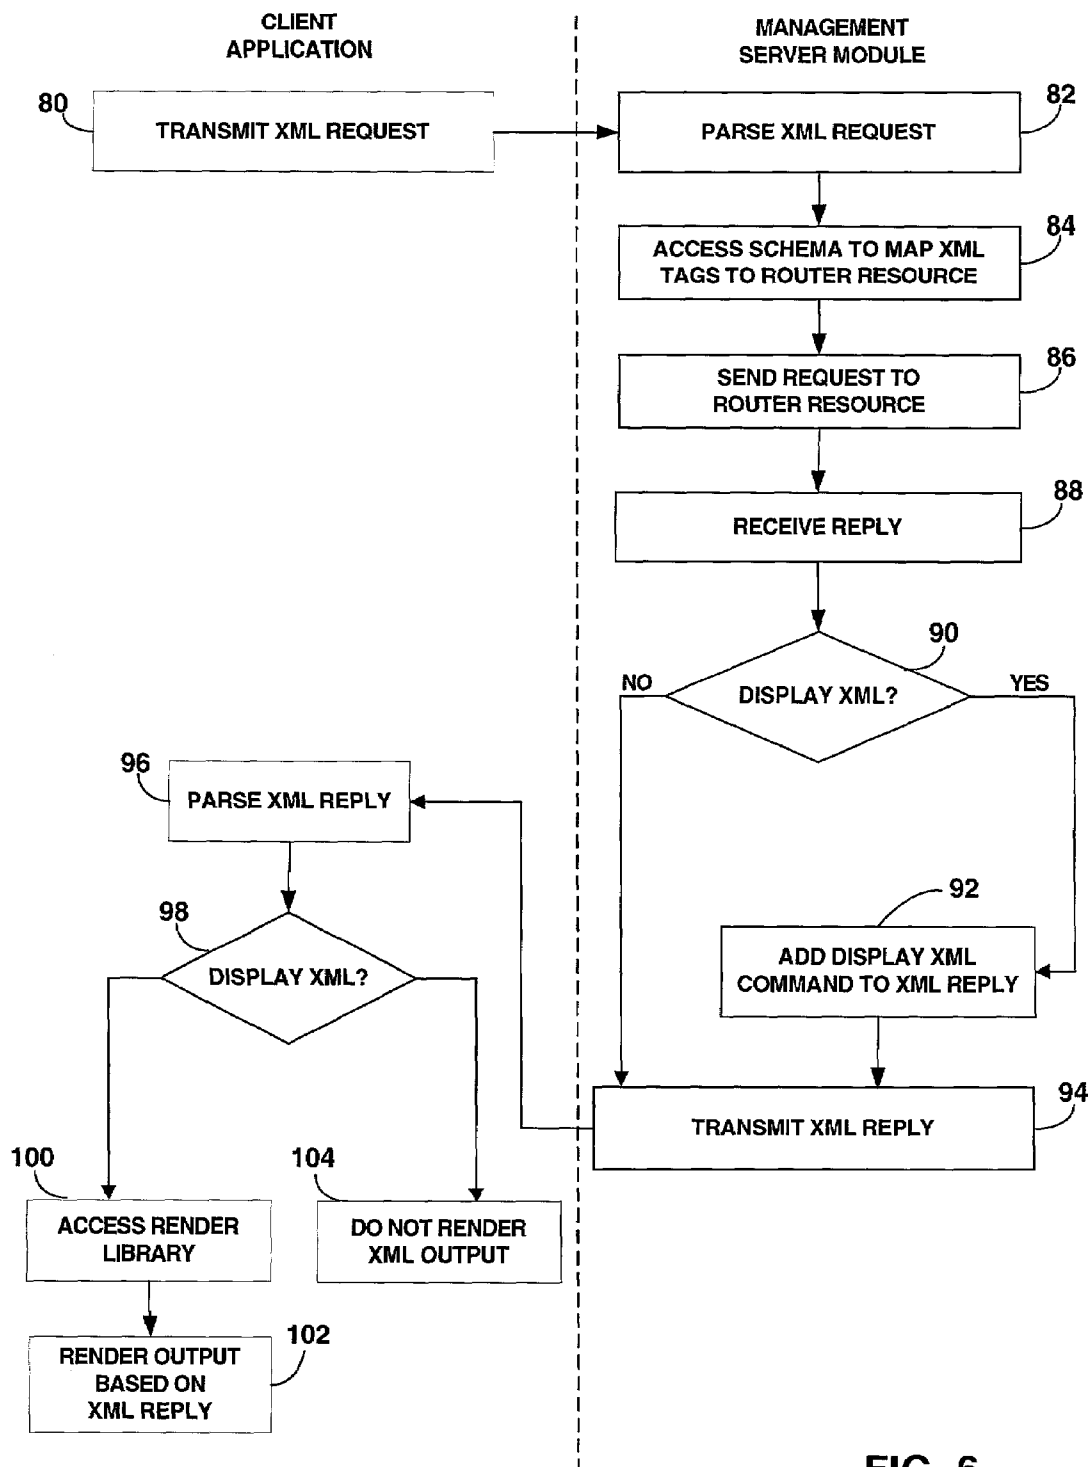 CLIENT
APPLICATION
MANAGEMENT
SERVER MODULE
80
TRANSMIT XML REQUEST
82
PARSE XML REQUEST
84
ACCESS SCHEMA TO MAP XML
TAGS TO ROUTER RESOURCE
86
SEND REQUEST TO
ROUTER RESOURCE
88
RECEIVE REPLY
90
NO
DISPLAY XML?
YES
96
PARSE XML REPLY
92
ADD DISPLAY XML
COMMAND TO XML REPLY
98
DISPLAY XML?
94
TRANSMIT XML REPLY
100
ACCESS RENDER
LIBRARY
104
DO NOT RENDER
XML OUTPUT
102
RENDER OUTPUT
BASED ON
XML REPLY
FIG. 6